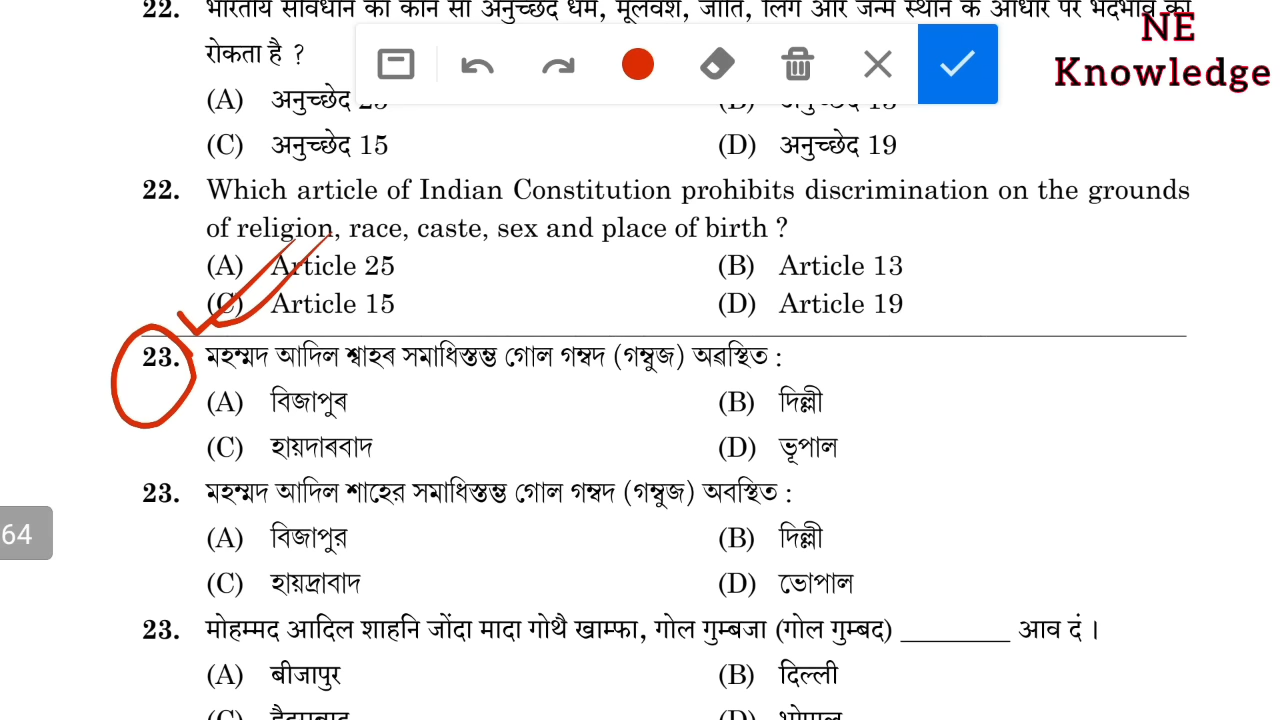 22. भारतीय संविधान का कौन सा अनुच्छेद धर्म, मूलवंश, जाति, लिंग और जन्म स्थान के आधार पर भेदभाव को
NE
रोकता है ?
Knowledge
(A) अनुच्छेद 25 (B) अनुच्छेद 13
(C) अनुच्छेद 15 (D) अनुच्छेद 19
22. Which article of Indian Constitution prohibits discrimination on the grounds
of religion, race, caste, sex and place of birth ?
(A) Article 25 (B) Article 13
(C) Article 15 (D) Article 19
23. মহম্মদ আদিল শ্বাহৰ সমাধিস্তম্ভ গোল গম্বদ (গম্বুজ) অৱস্থিত :
(A) বিজাপুৰ (B) দিল্লী
(C) হায়দাৰবাদ (D) ভূপাল
23. মহম্মদ আদিল শাহের সমাধিস্তম্ভ গোল গম্বদ (গম্বুজ) অবস্থিত :
(A) বিজাপুর (B) দিল্লী
(C) হায়দ্রাবাদ (D) ভোপাল
64
23. मोहम्मद आदिल शाहनि जोंदा मादा गोथै खाम्फा, गोल गुम्बजा (गोल गुम्बद) ________ आव दं ।
(A) बीजापुर (B) दिल्ली
(C) (D)